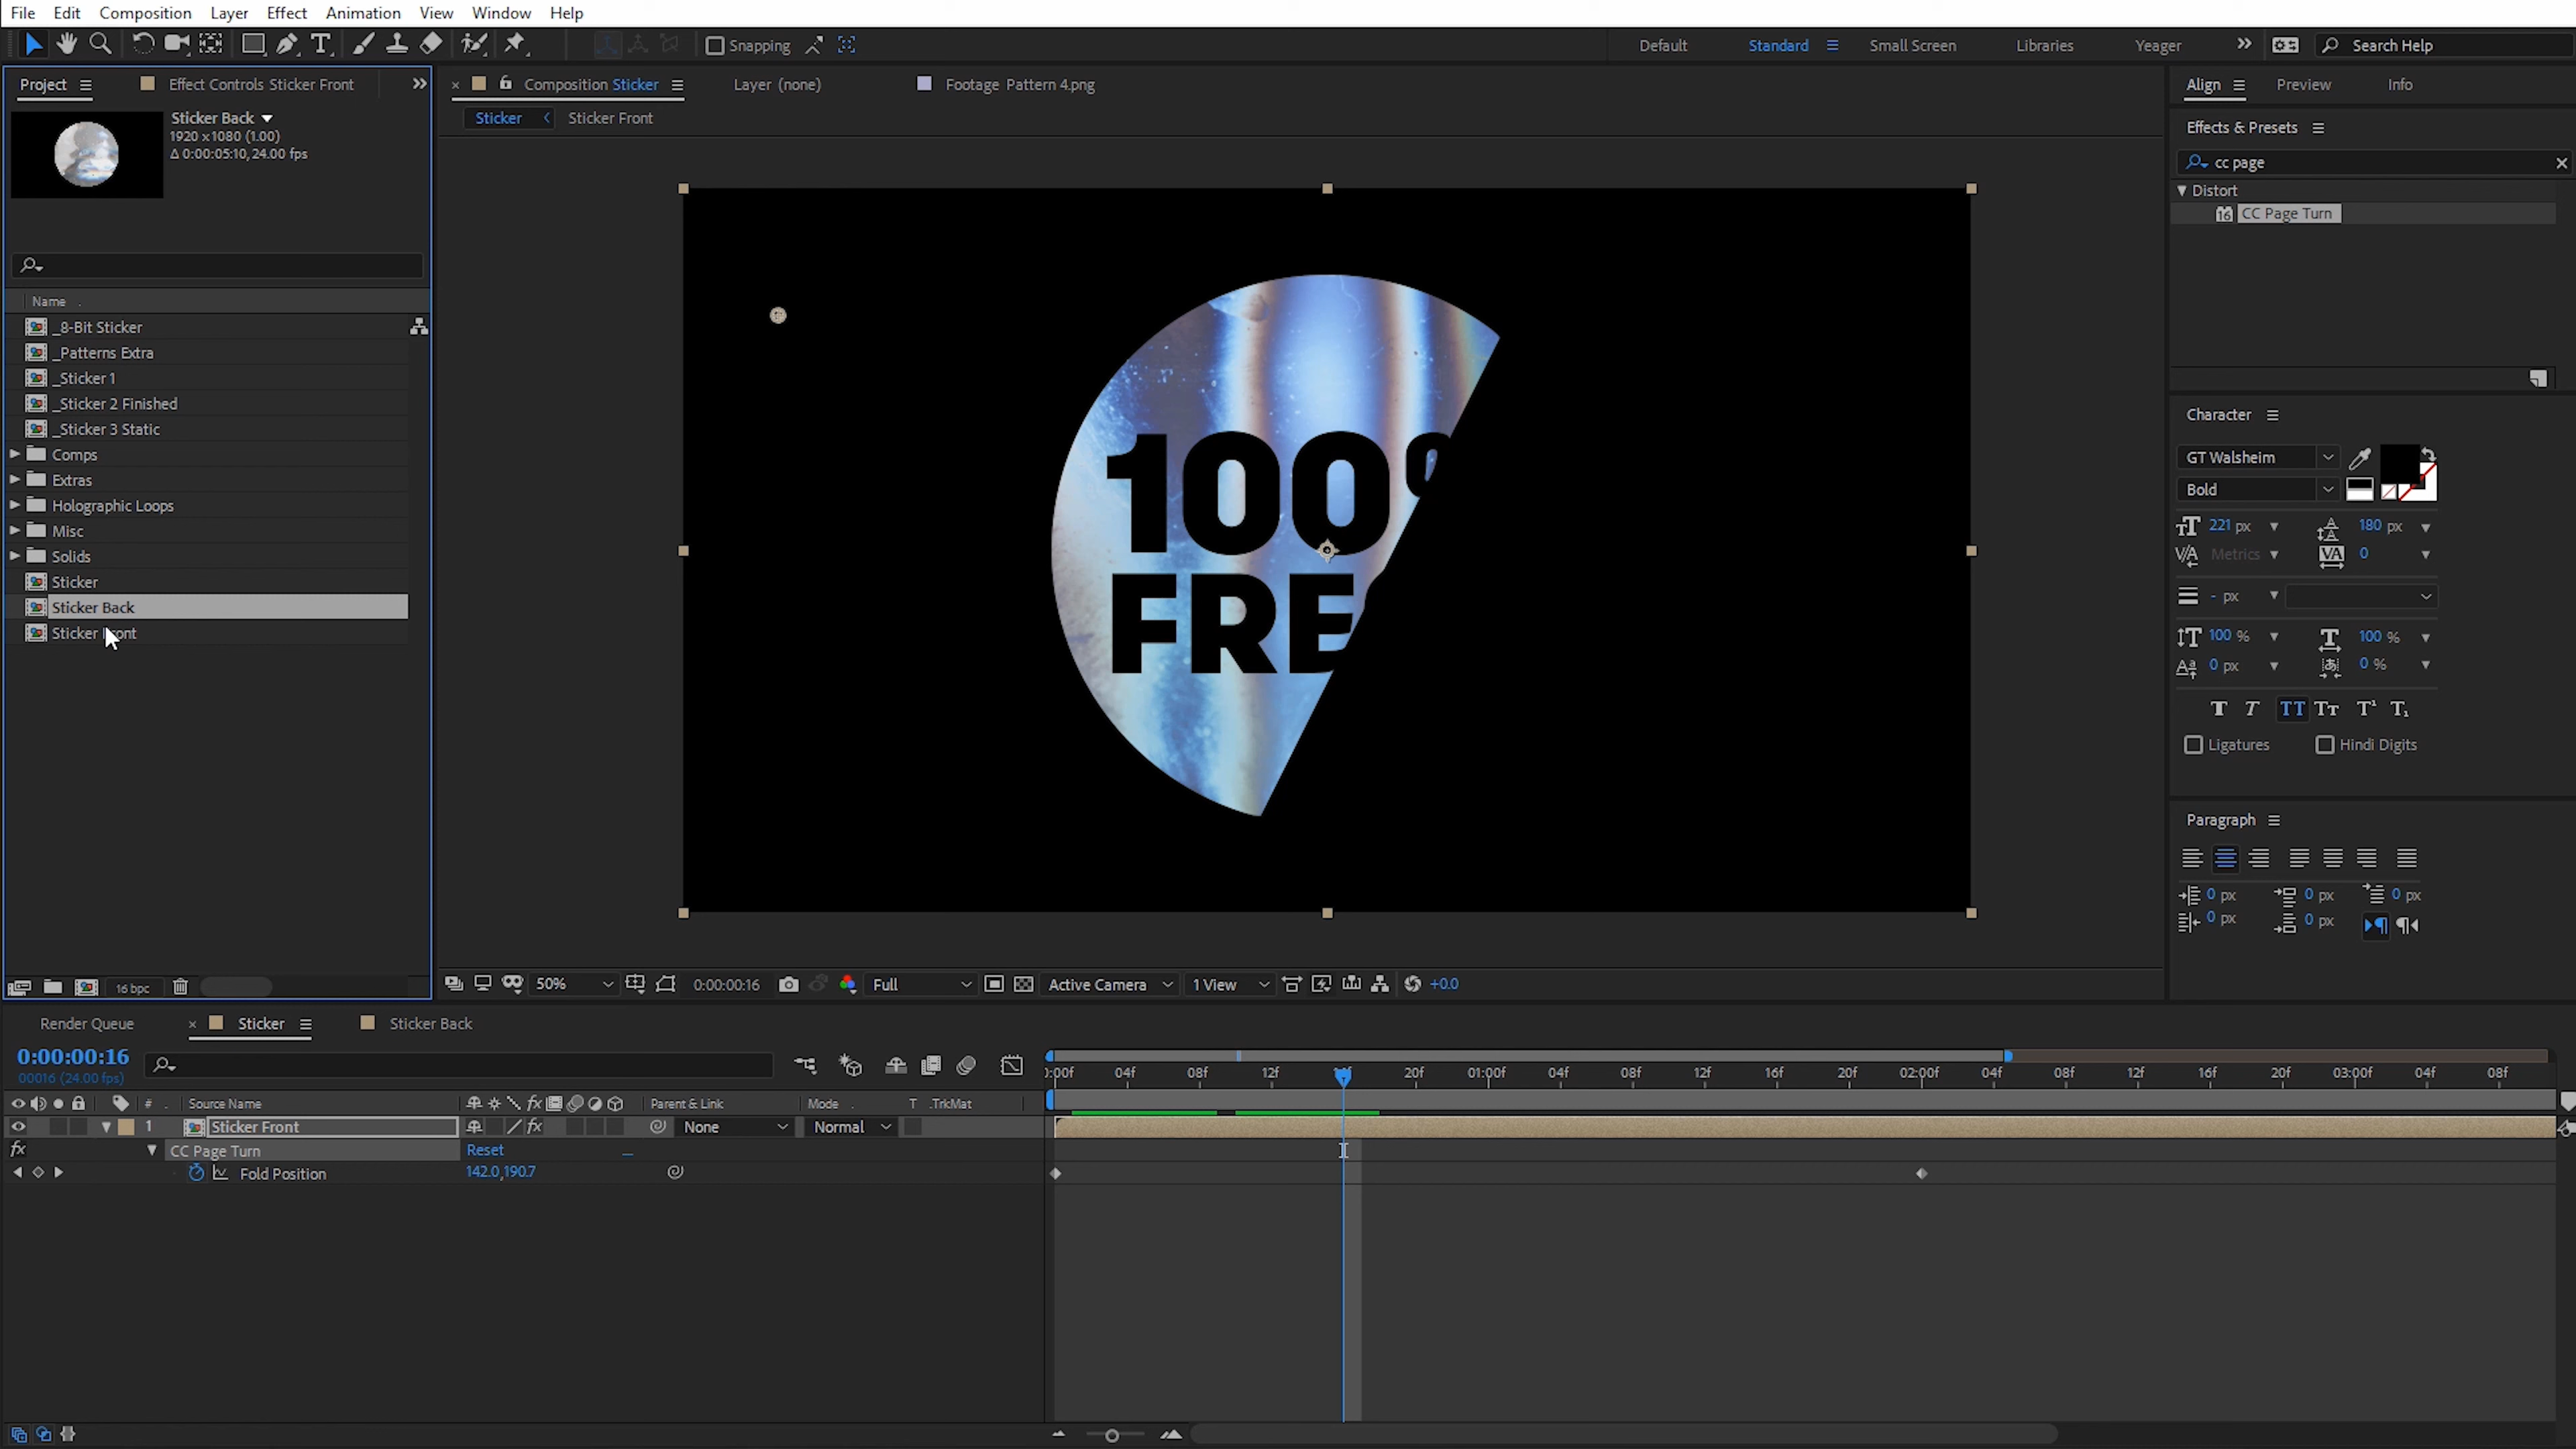 File Edit Composition Layer Effect Animation View Window Help
Snapping
Default Standard Small Screen Libraries Yeager Search Help
Project Effect Controls Sticker Front
Composition Sticker Layer (none) Footage Pattern 4.png
Sticker Sticker Front
Sticker Back
1920 x 1080 (1.00)
Δ 0:00:05:10, 24.00 fps
Name
_8-Bit Sticker
_Patterns Extra
_Sticker 1
_Sticker 2 Finished
_Sticker 3 Static
Comps
Extras
Holographic Loops
Misc
Solids
Sticker
Sticker Back
Sticker
16 bpc
100%
FRE
50% 0:00:00:16 Full Active Camera 1 View +0.0
Align Preview Info
Effects & Presets
cc page
Distort
16 CC Page Turn
Character
GT Walsheim
Bold
221 px 180 px
Metrics 0
- px
100 % 100 %
0 px 0 %
Ligatures Hindi Digits
Paragraph
0 px 0 px 0 px
0 px 0 px
Render Queue Sticker Sticker Back
0:00:00:16
00016 (24.00 fps)
0:00f 04f 08f 12f 20f 01:00f 04f 08f 12f 16f 20f 02:00f 04f 08f 12f 16f 20f 03:00f 04f 08f
# Source Name Parent & Link Mode T .TrkMat
1 Sticker Front None Normal
fx CC Page Turn Reset
Fold Position 142.0,190.7